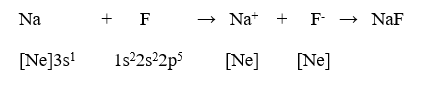 Na + F → Na⁺ + F⁻ → NaF
[Ne]3s¹ 1s²2s²2p⁵ [Ne] [Ne]